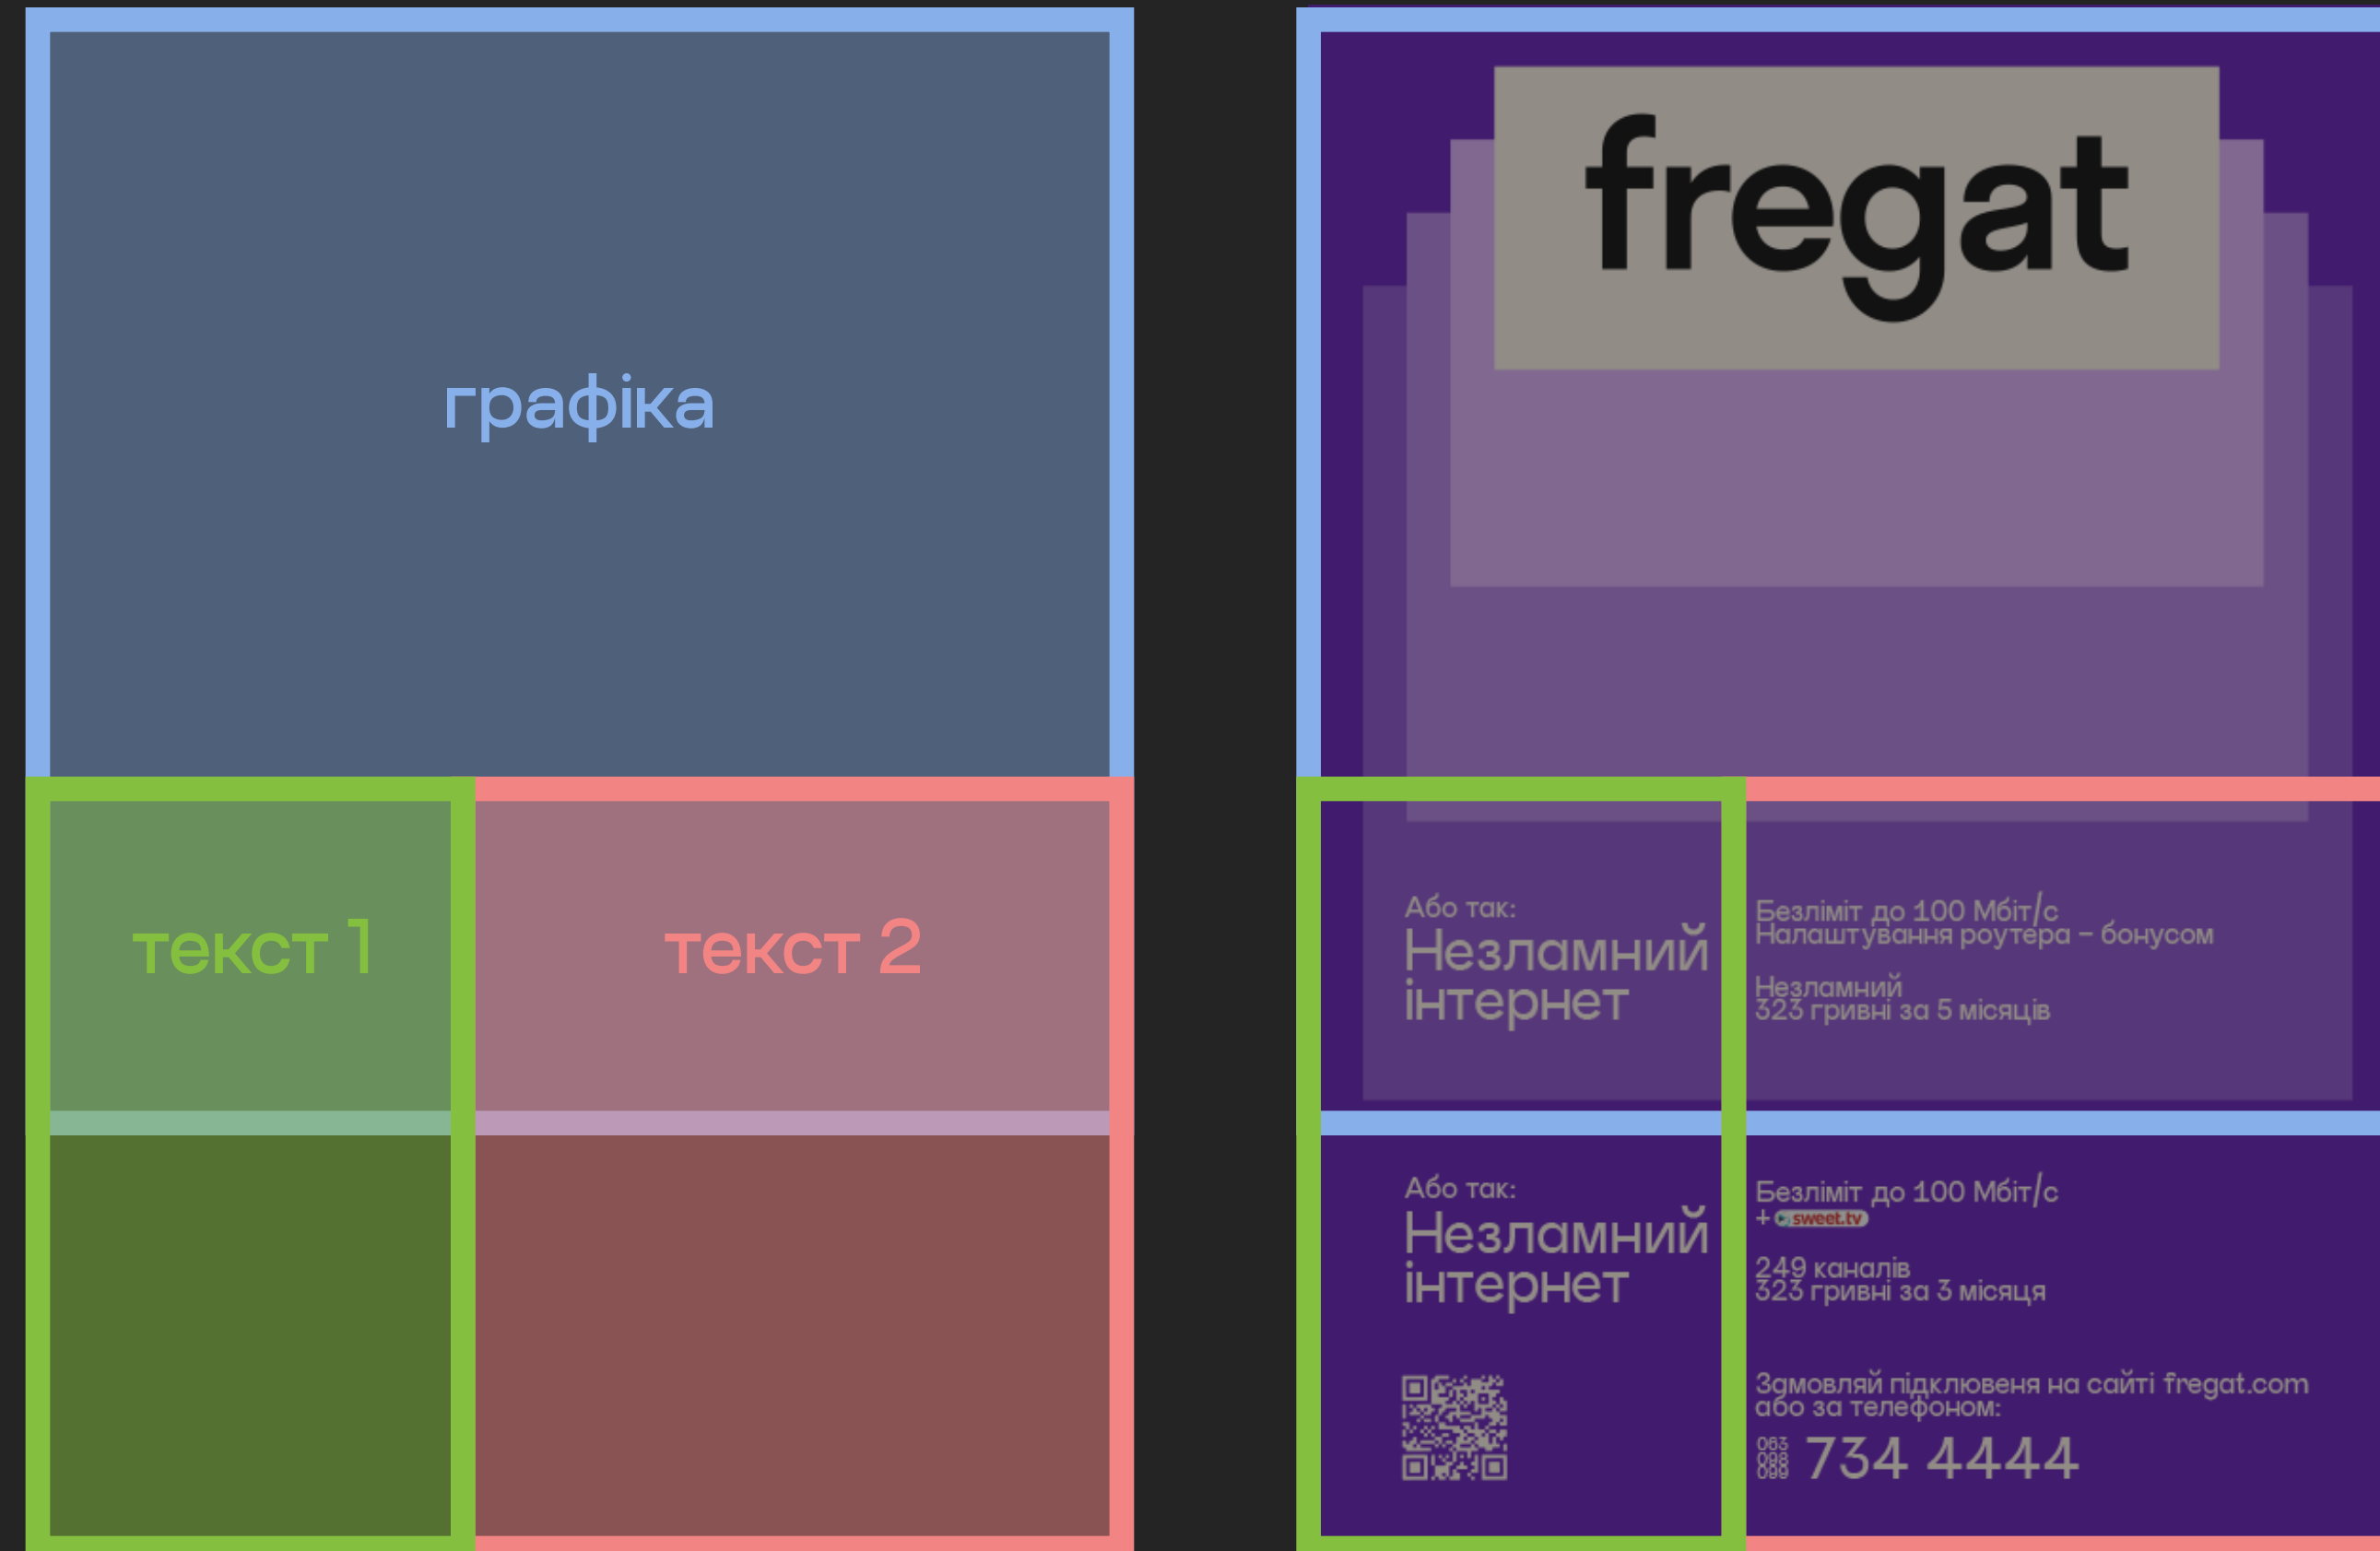 графіка
текст 1
текст 2
fregat
Або так:
Незламний
інтернет
Безліміт до 100 Мбіт/с
Налаштування роутера – бонусом
Незламний
323 гривні за 5 місяців
Або так:
Незламний
інтернет
Безліміт до 100 Мбіт/с
+ sweet.tv
249 каналів
323 гривні за 3 місяця
Замовляй підклювеня на сайті fregat.com
або за телефоном:
063
098
099
734 4444